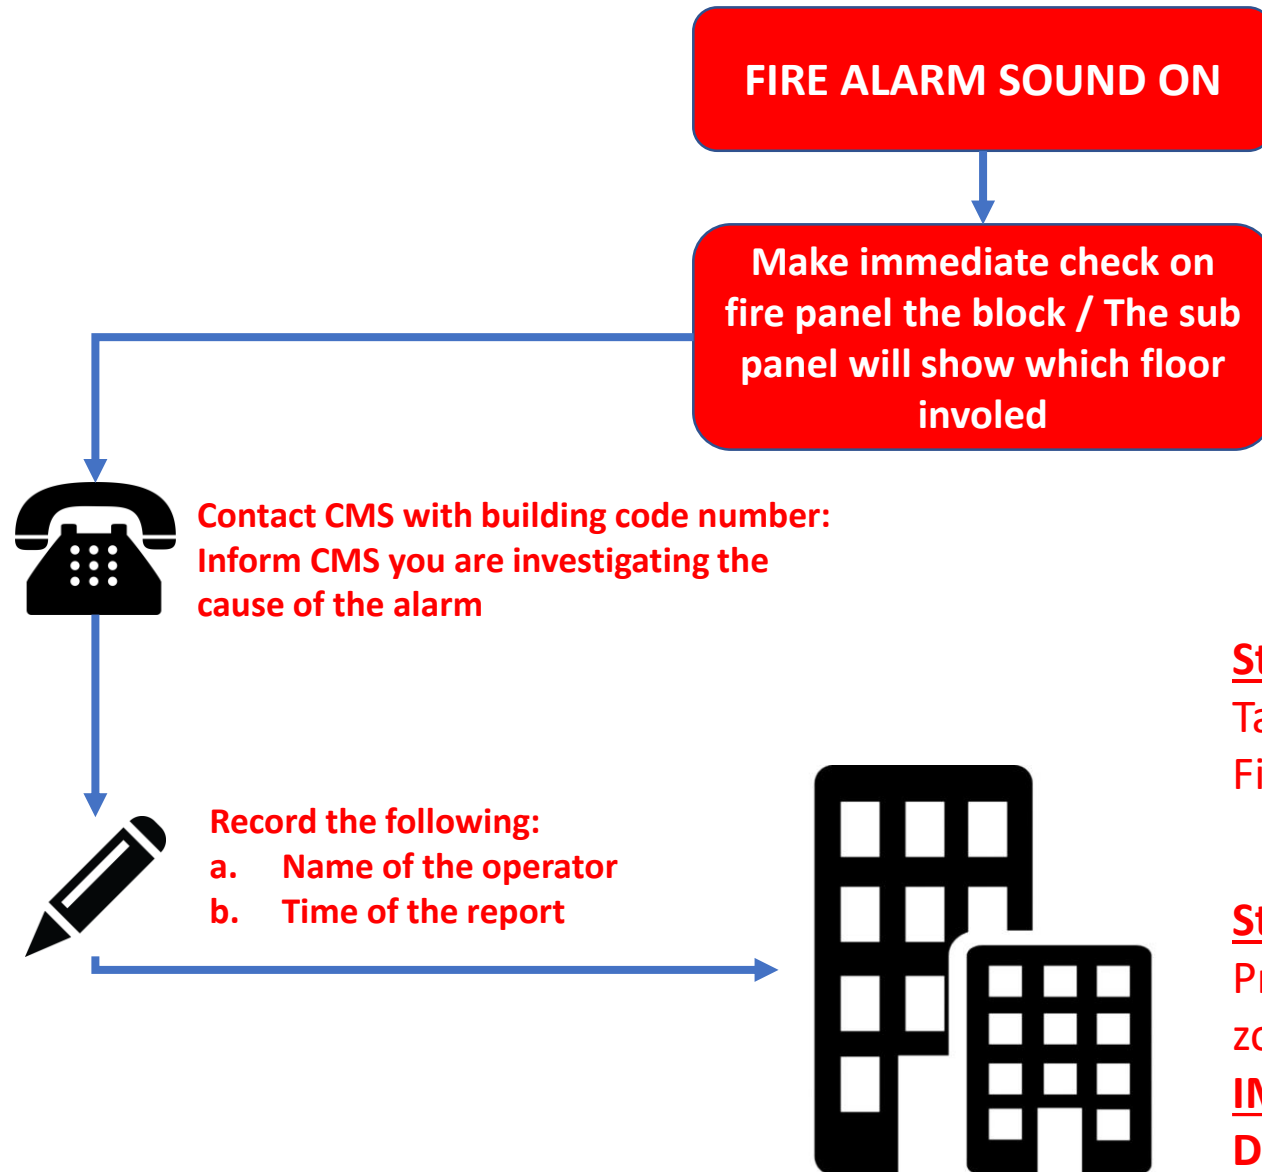 FIRE ALARM SOUND ON
Make immediate check on
fire panel the block / The sub
panel will show which floor
involed
Contact CMS with building code number:
Inform CMS you are investigating the
cause of the alarm
Record the following:
a. Name of the operator
b. Time of the report